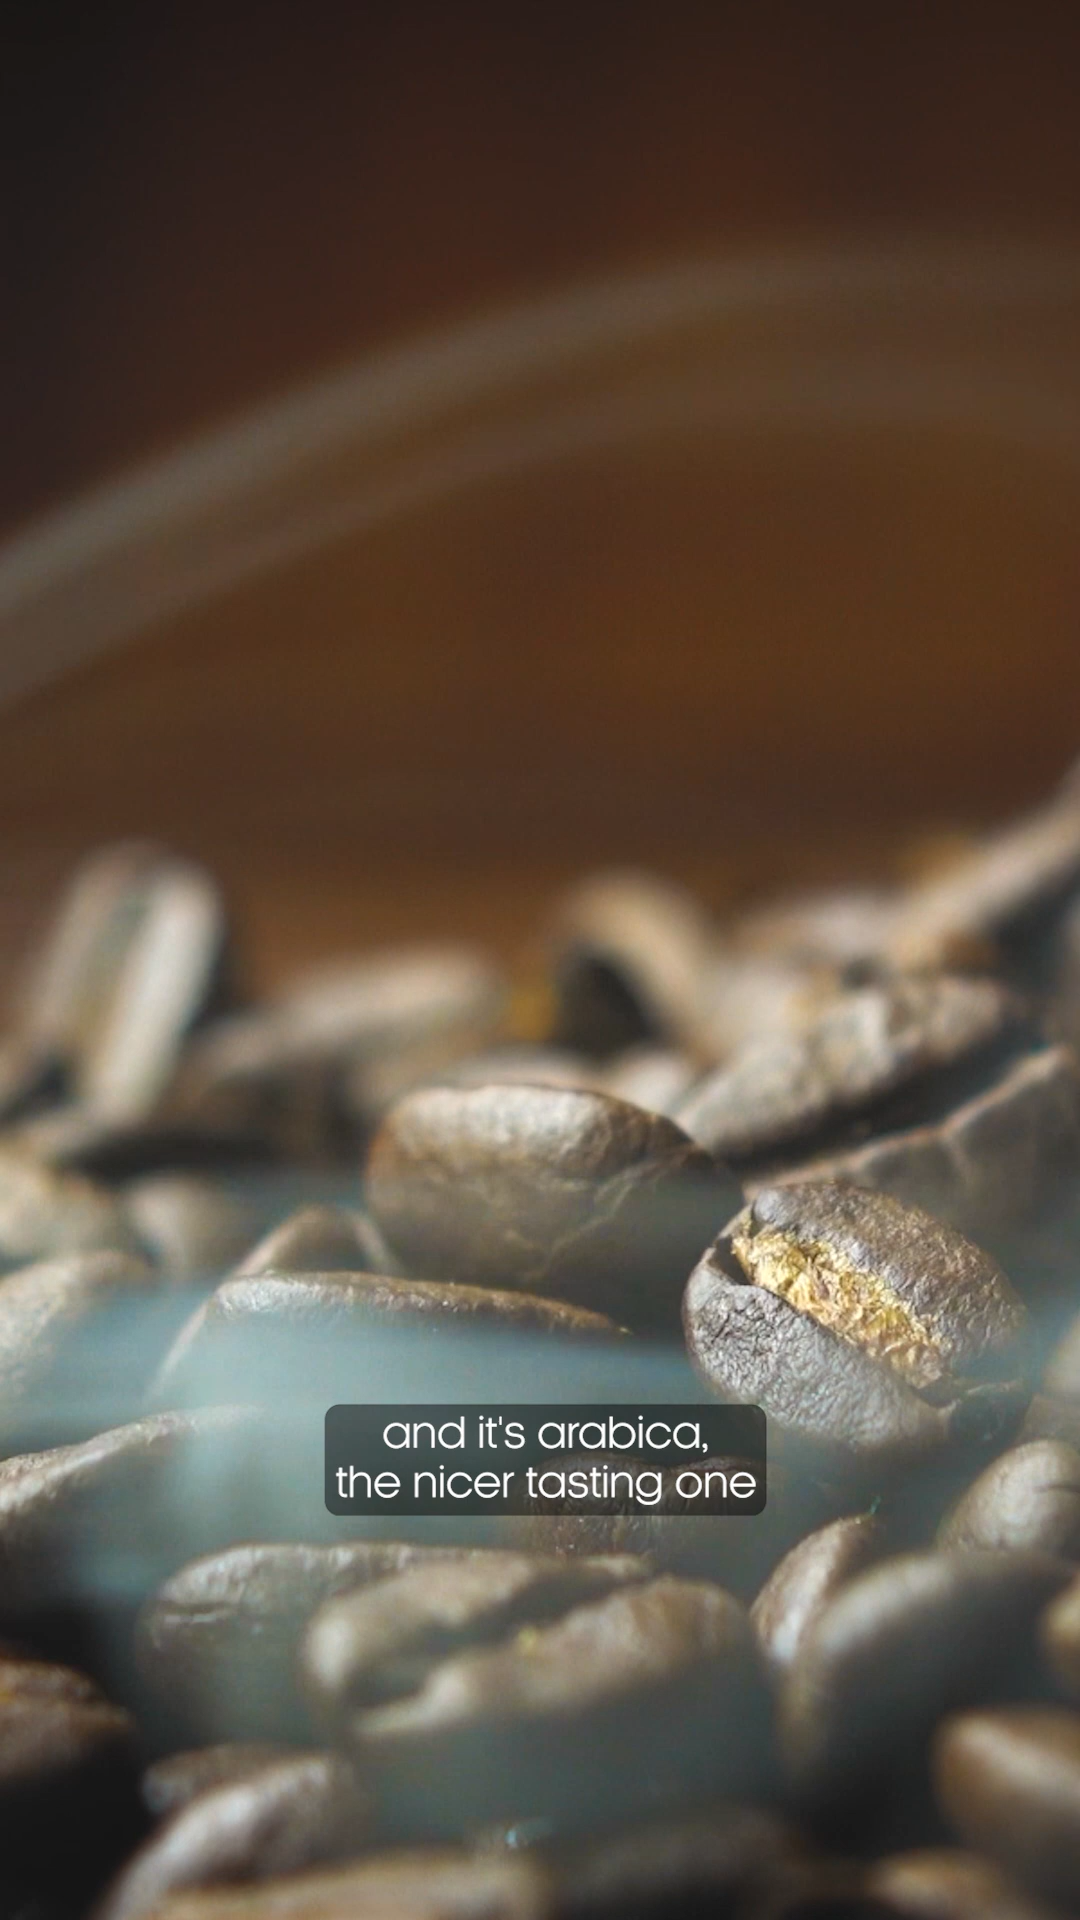 and it's arabica,
the nicer tasting one